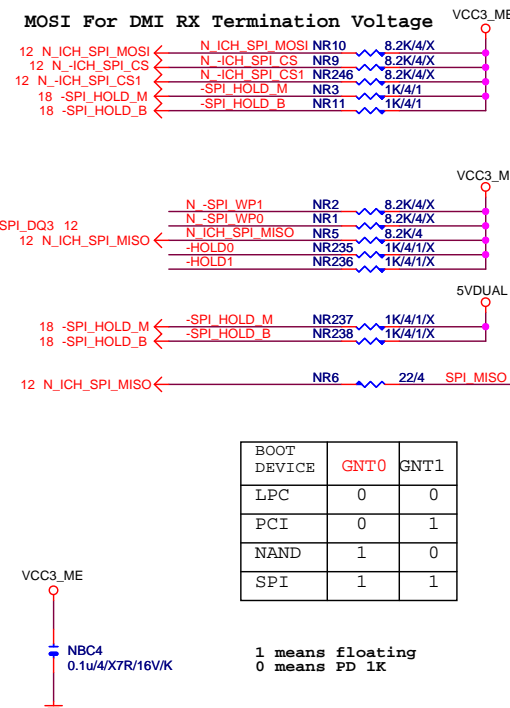 MOSI For DMI RX Termination Voltage VCC3_ME
12 N_ICH_SPI_MOSI N_ICH_SPI_MOSI NR10 8.2K/4/X
12 N_-ICH_SPI_CS N_-ICH_SPI_CS NR9 8.2K/4/X
12 N_-ICH_SPI_CS1 N_-ICH_SPI_CS1 NR246 8.2K/4/X
18 -SPI_HOLD_M -SPI_HOLD_M NR3 1K/4/1
18 -SPI_HOLD_B -SPI_HOLD_B NR11 1K/4/1
VCC3_M
N_-SPI_WP1 NR2 8.2K/4/X
SPI_DQ3 12 N_-SPI_WP0 NR1 8.2K/4/X
12 N_ICH_SPI_MISO N_ICH_SPI_MISO NR5 8.2K/4
-HOLD0 NR235 1K/4/1/X
-HOLD1 NR236 1K/4/1/X
5VDUAL
18 -SPI_HOLD_M -SPI_HOLD_M NR237 1K/4/1/X
18 -SPI_HOLD_B -SPI_HOLD_B NR238 1K/4/1/X
12 N_ICH_SPI_MISO NR6 22/4 SPI_MISO
BOOT
DEVICE GNT0 GNT1
LPC 0 0
PCI 0 1
NAND 1 0
SPI 1 1
VCC3_ME
NBC4
0.1u/4/X7R/16V/K
1 means floating
0 means PD 1K